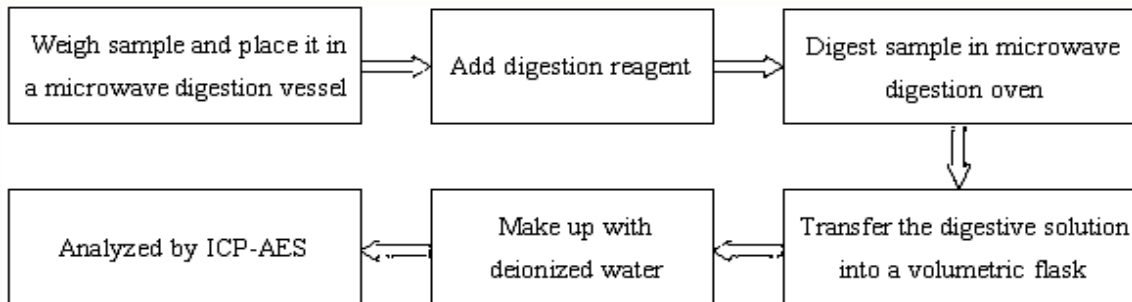 Weigh sample and place it in
a microwave digestion vessel
Add digestion reagent
Digest sample in microwave
digestion oven
Transfer the digestive solution
into a volumetric flask
Make up with
deionized water
Analyzed by ICP-AES